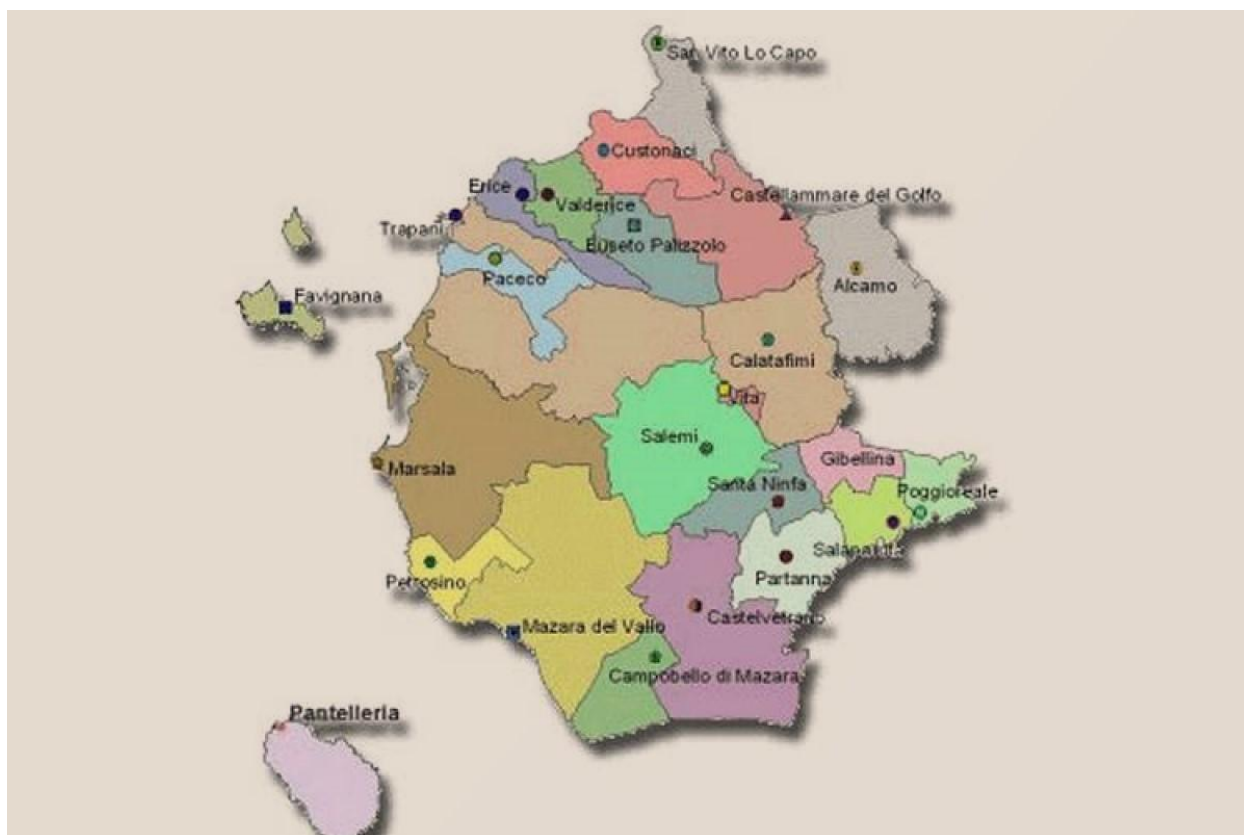 San Vito Lo Capo
Custonaci
Erice
Valderice
Castellammare del Golfo
Trapani
Buseto Palizzolo
Paceco
Alcamo
Favignana
Calatafimi
Vita
Salemi
Gibellina
Marsala
Santa Ninfa
Poggioreale
Salaparuta
Partanna
Petrosino
Castelvetrano
Mazara del Vallo
Campobello di Mazara
Pantelleria